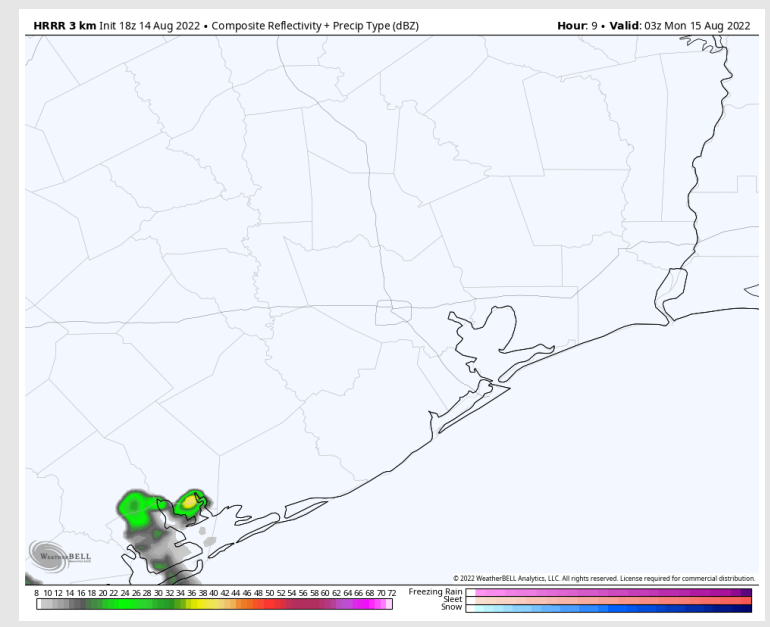 HRRR 3 km Init 18z 14 Aug 2022 • Composite Reflectivity + Precip Type (dBZ) Hour: 9 • Valid: 03z Mon 15 Aug 2022
WeatherBELL
© 2022 WeatherBELL Analytics, LLC. All rights reserved. License required for commercial distribution.
8 10 12 14 16 18 20 22 24 26 28 30 32 34 36 38 40 42 44 46 48 50 52 54 56 58 60 62 64 66 68 70 72
Freezing Rain
Sleet
Snow